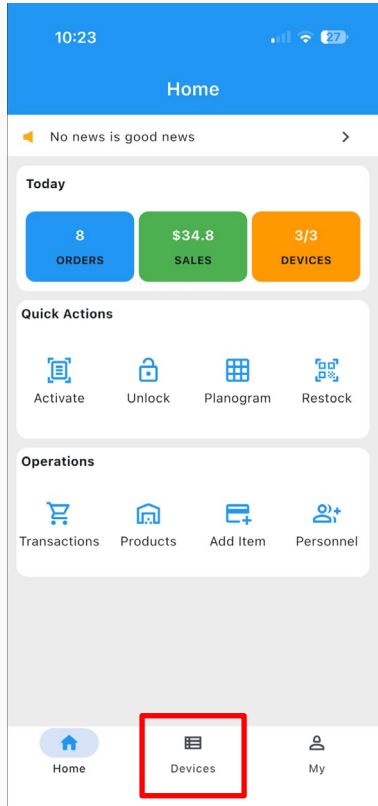 10:23
27
Home
No news is good news
Today
8
$34.8
3/3
ORDERS
SALES
DEVICES
Quick Actions
Activate
Unlock
Planogram
Restock
Operations
Transactions
Products
Add Item
Personnel
Home
Devices
My